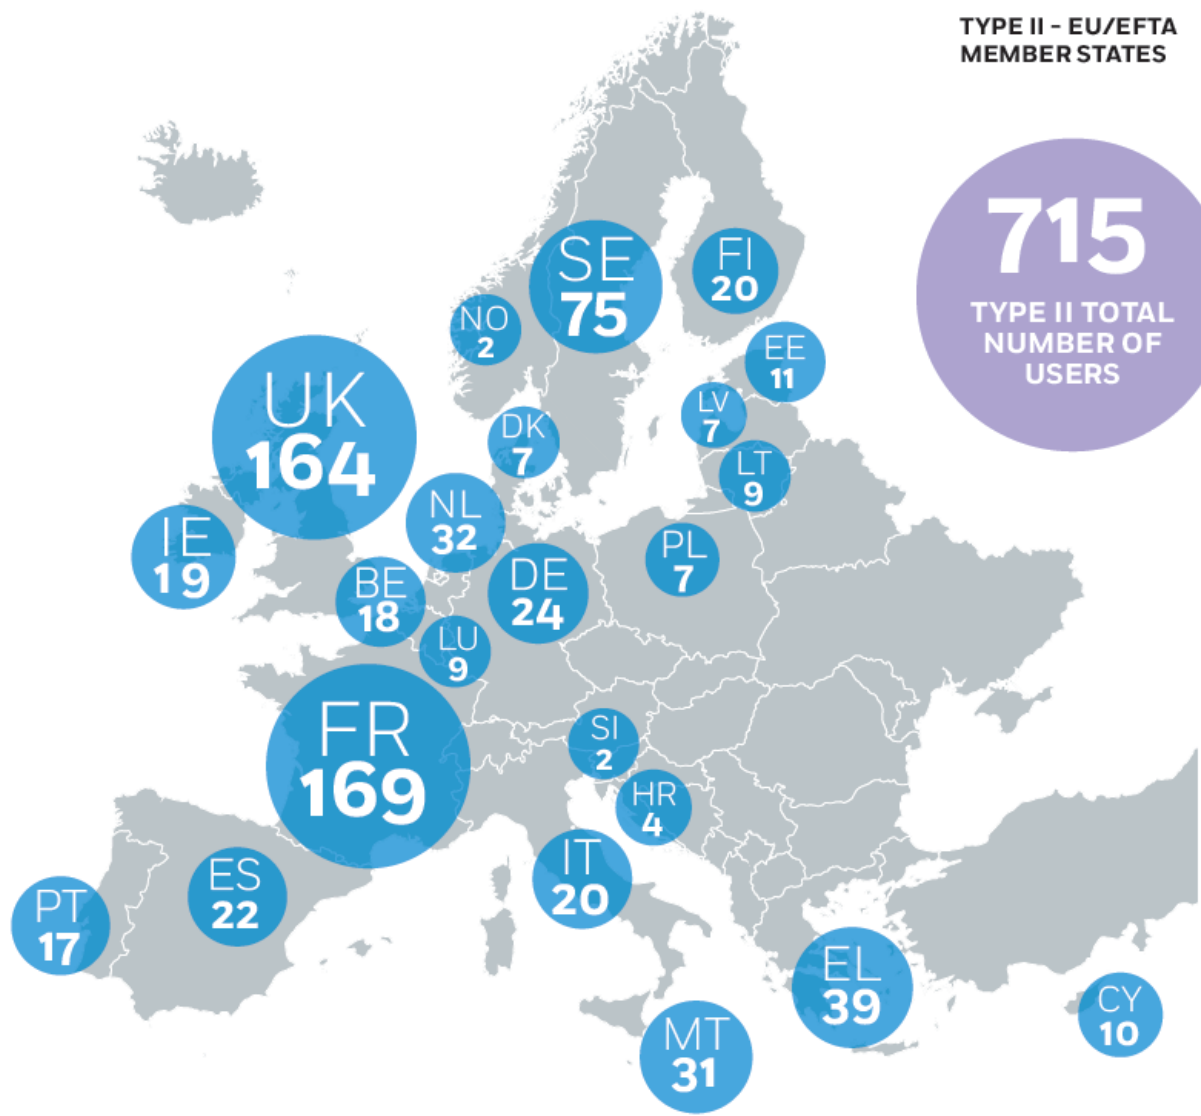 TYPE II - EU/EFTA
MEMBER STATES
715
TYPE II TOTAL
NUMBER OF
USERS
SE
75
FI
20
NO
2
EE
11
UK
164
LV
7
DK
7
LT
9
NL
32
IE
19
PL
7
BE
18
DE
24
LU
9
FR
169
SI
2
HR
4
IT
20
ES
22
PT
17
EL
39
CY
10
MT
31